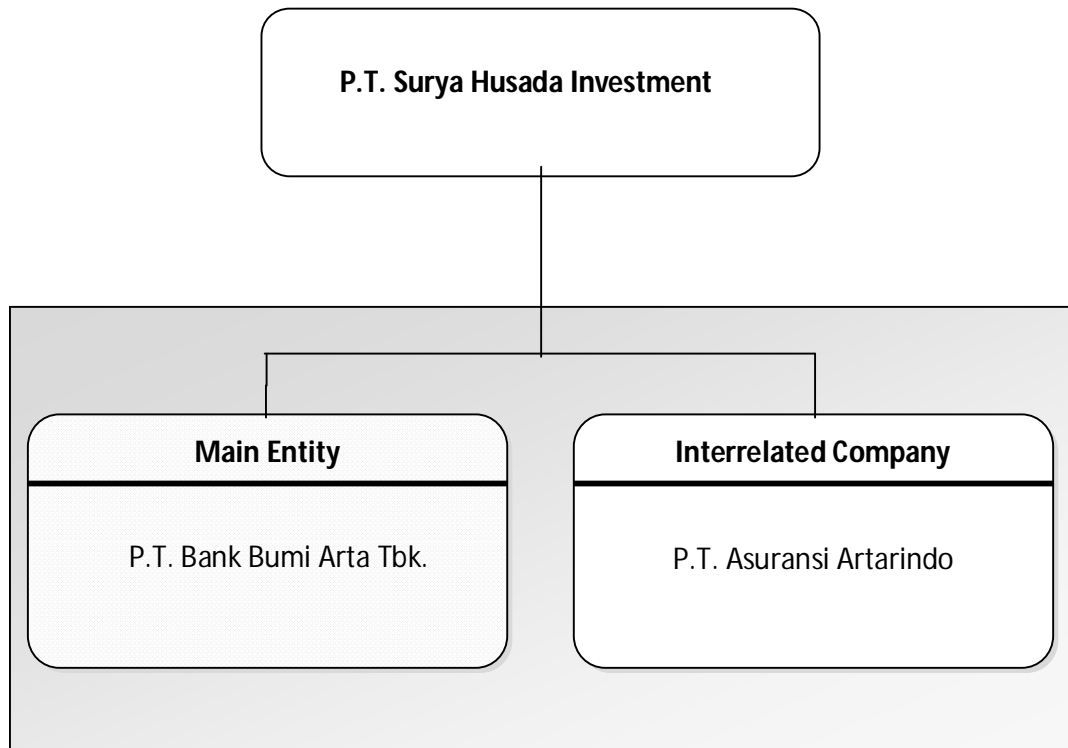 P.T. Surya Husada Investment
Main Entity
P.T. Bank Bumi Arta Tbk.
Interrelated Company
P.T. Asuransi Artarindo